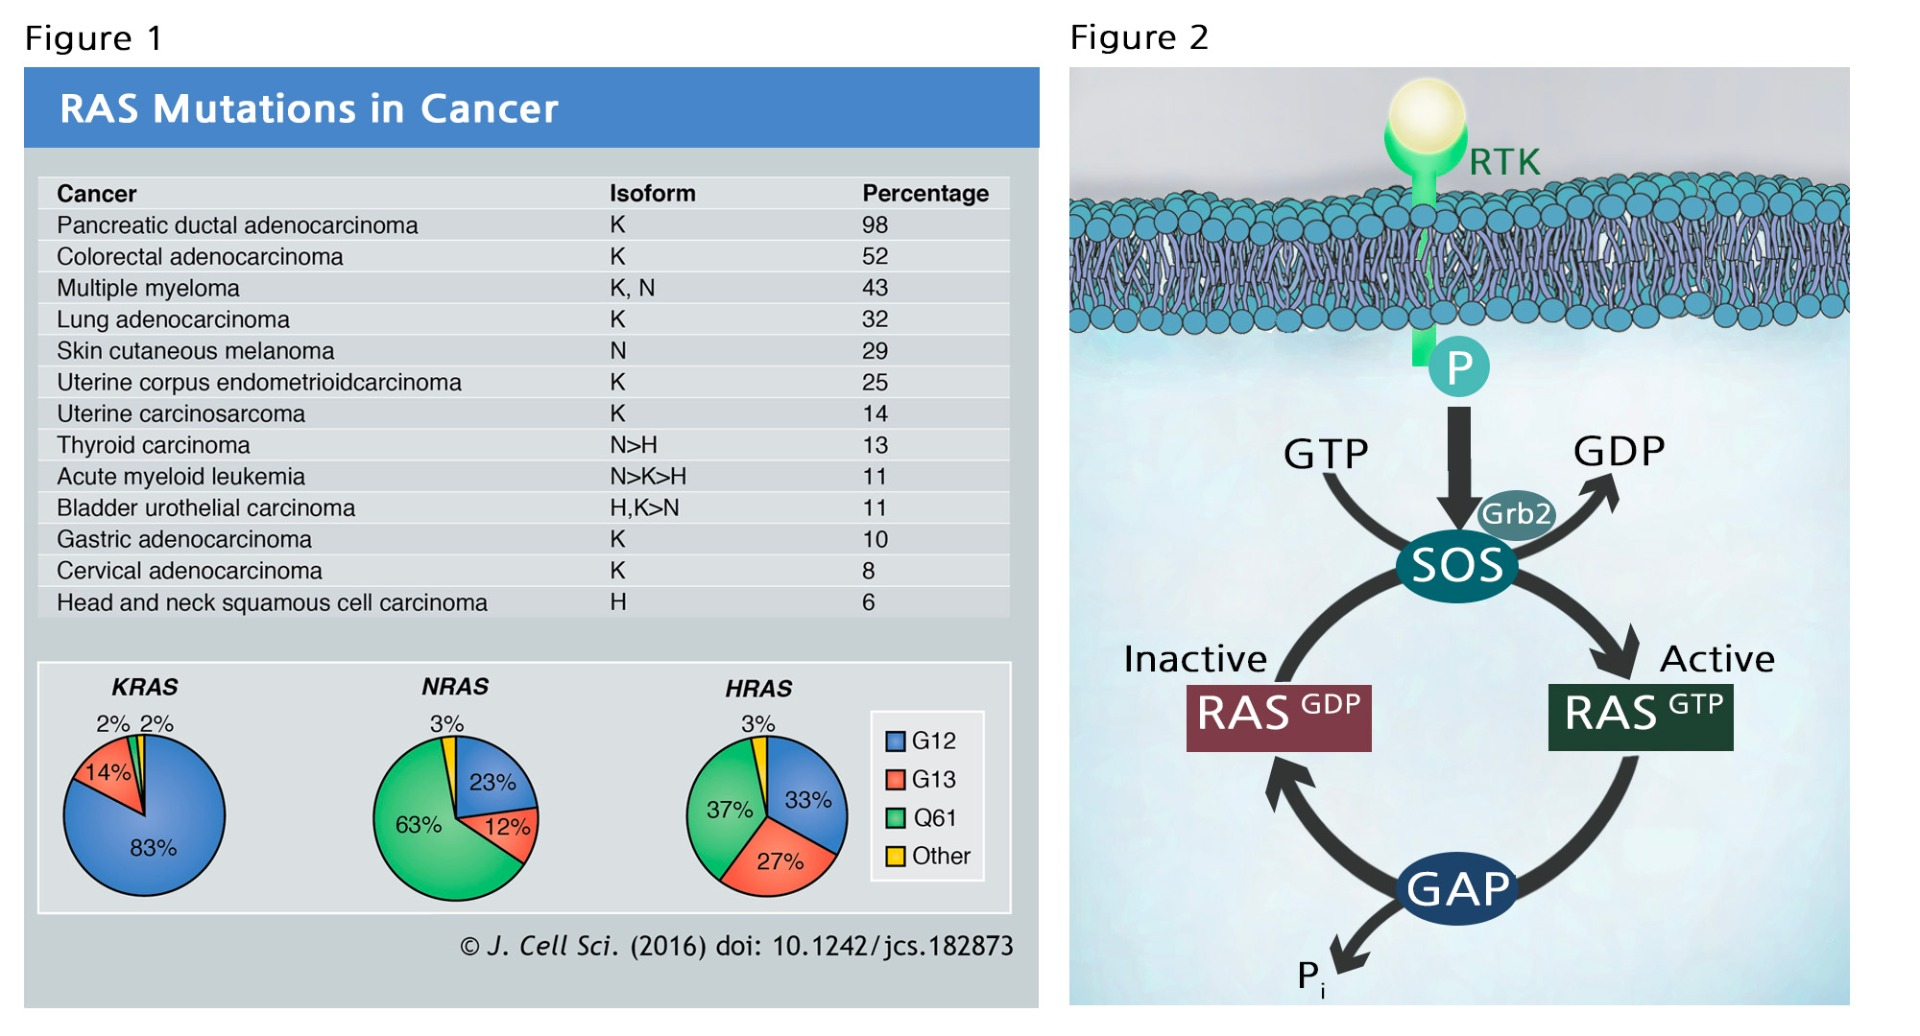 Figure 1
RAS Mutations in Cancer
Cancer Isoform Percentage
Pancreatic ductal adenocarcinoma K 98
Colorectal adenocarcinoma K 52
Multiple myeloma K, N 43
Lung adenocarcinoma K 32
Skin cutaneous melanoma N 29
Uterine corpus endometrioidcarcinoma K 25
Uterine carcinosarcoma K 14
Thyroid carcinoma N>H 13
Acute myeloid leukemia N>K>H 11
Bladder urothelial carcinoma H,K>N 11
Gastric adenocarcinoma K 10
Cervical adenocarcinoma K 8
Head and neck squamous cell carcinoma H 6
KRAS
2% 2%
14%
83%
NRAS
3%
23%
63%
12%
HRAS
3%
33%
37%
27%
G12
G13
Q61
Other
© J. Cell Sci. (2016) doi: 10.1242/jcs.182873
Figure 2
RTK
P
GTP
GDP
Grb2
SOS
Inactive
Active
RAS GDP
RAS GTP
GAP
Pi